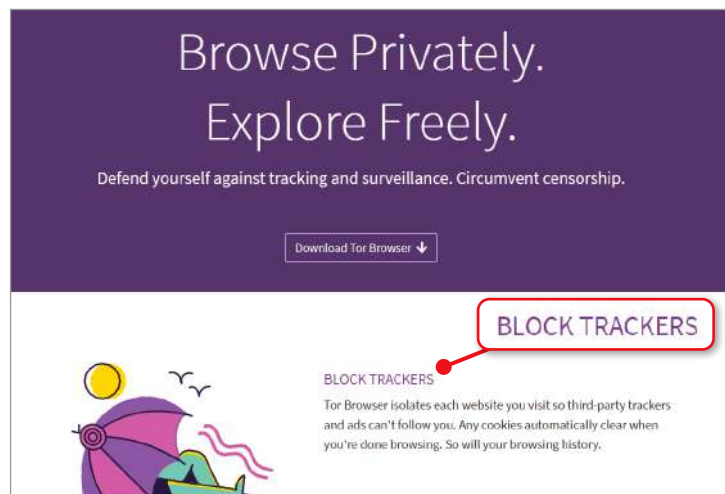 Browse Privately.
Explore Freely.
Defend yourself against tracking and surveillance. Circumvent censorship.
Download Tor Browser
BLOCK TRACKERS
BLOCK TRACKERS
Tor Browser isolates each website you visit so third-party trackers
and ads can't follow you. Any cookies automatically clear when
you're done browsing. So will your browsing history.